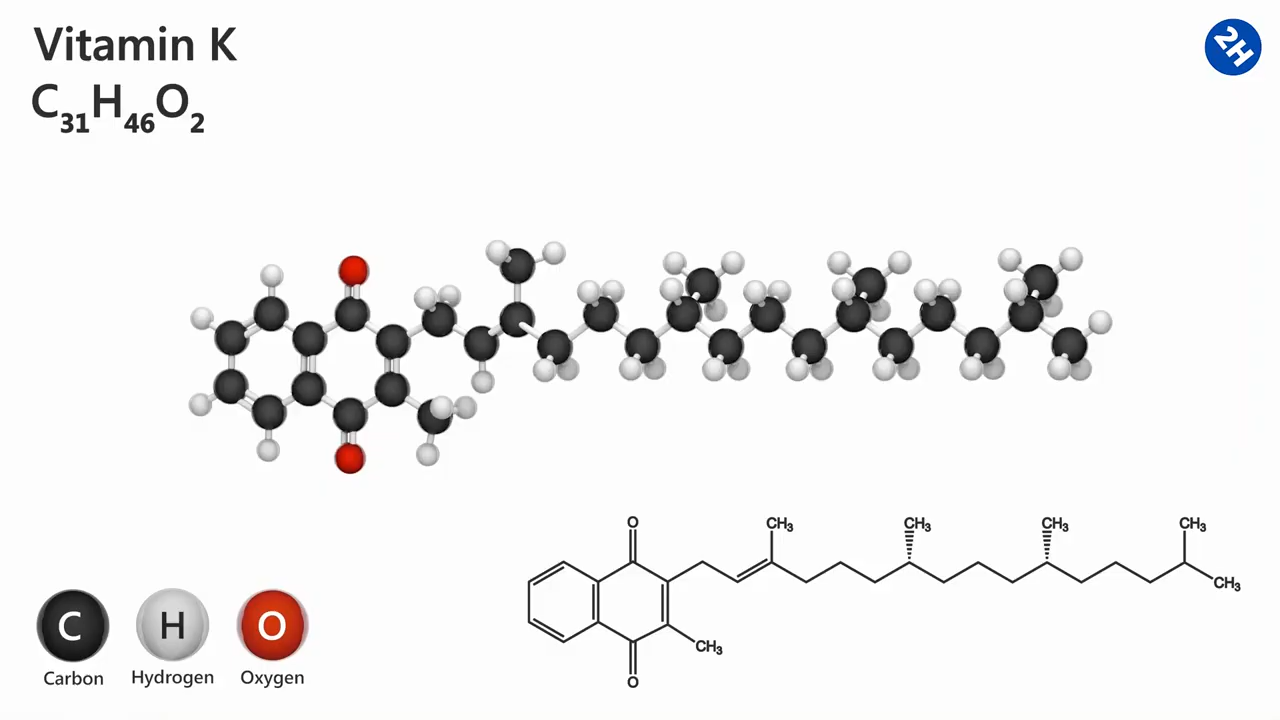 Vitamin K
C₃₁H₄₆O₂
2H
O
CH₃
CH₃
CH₃
CH₃
CH₃
CH₃
O
C
H
O
Carbon
Hydrogen
Oxygen